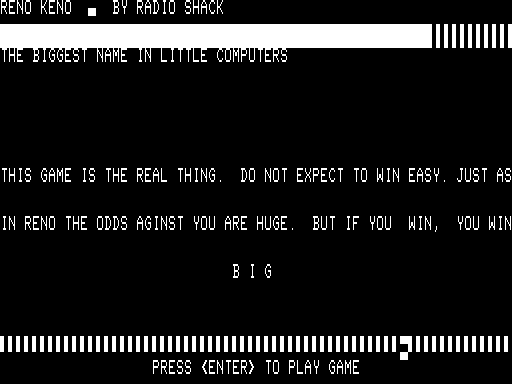 RENO KENO BY RADIO SHACK
THE BIGGEST NAME IN LITTLE COMPUTERS
THIS GAME IS THE REAL THING. DO NOT EXPECT TO WIN EASY. JUST AS
IN RENO THE ODDS AGINST YOU ARE HUGE. BUT IF YOU WIN, YOU WIN
B I G
PRESS <ENTER> TO PLAY GAME